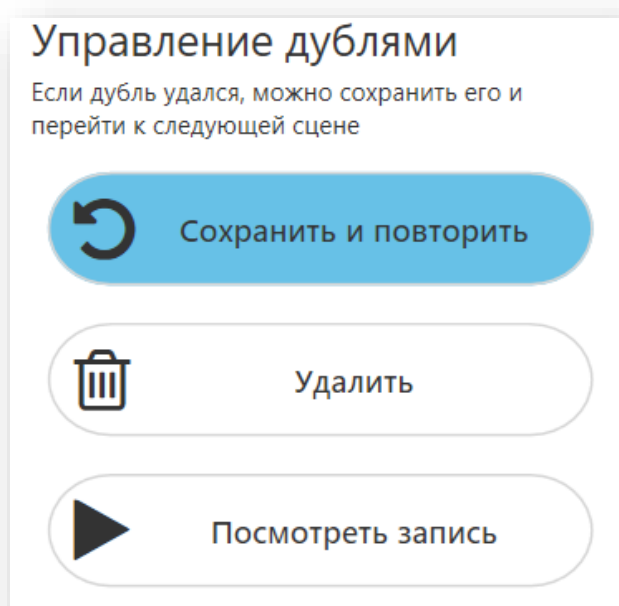 Управление дублями
Если дубль удался, можно сохранить его и
перейти к следующей сцене
Сохранить и повторить
Удалить
Посмотреть запись